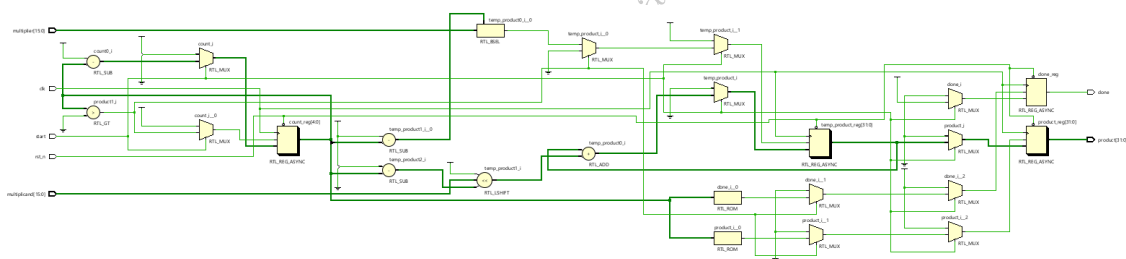 temp_product0_i__0
multiplier[15:0]
RTL_BSEL
temp_product_i__0
temp_product_i__1
count0_i
count_i
RTL_MUX
RTL_MUX
RTL_SUB
RTL_MUX
temp_product_i
done_reg
clk
product1_i
done_i
done
count_i__0
count_reg[4:0]
RTL_MUX
RTL_MUX
RTL_REG_ASYNC
RTL_GT
temp_product1_i__0
temp_product_reg[31:0]
product_reg[31:0]
start
RTL_MUX
temp_product0_i
product_i
product[31:0]
RTL_SUB
rst_n
RTL_REG_ASYNC
temp_product2_i
temp_product1_i
RTL_ADD
RTL_REG_ASYNC
RTL_MUX
RTL_REG_ASYNC
RTL_SUB
RTL_LSHIFT
done_i__0
done_i__1
done_i__2
multiplicand[15:0]
RTL_ROM
RTL_MUX
RTL_MUX
product_i__0
product_i__1
product_i__2
RTL_ROM
RTL_MUX
RTL_MUX